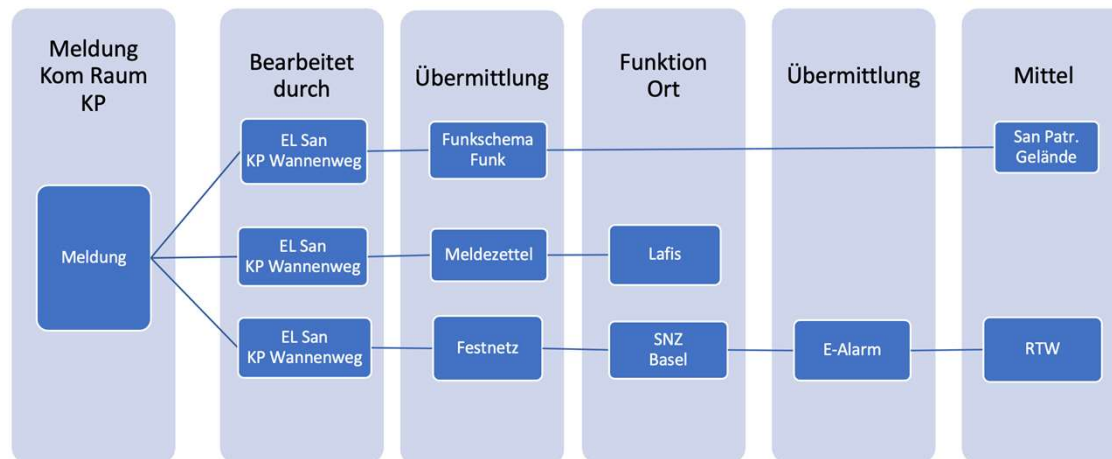 Meldung
Kom Raum
KP
Bearbeitet
durch
Übermittlung
Funktion
Ort
Übermittlung
Mittel
Meldung
EL San
KP Wannenweg
Funkschema
Funk
San Patr.
Gelände
EL San
KP Wannenweg
Meldezettel
Lafis
EL San
KP Wannenweg
Festnetz
SNZ
Basel
E-Alarm
RTW